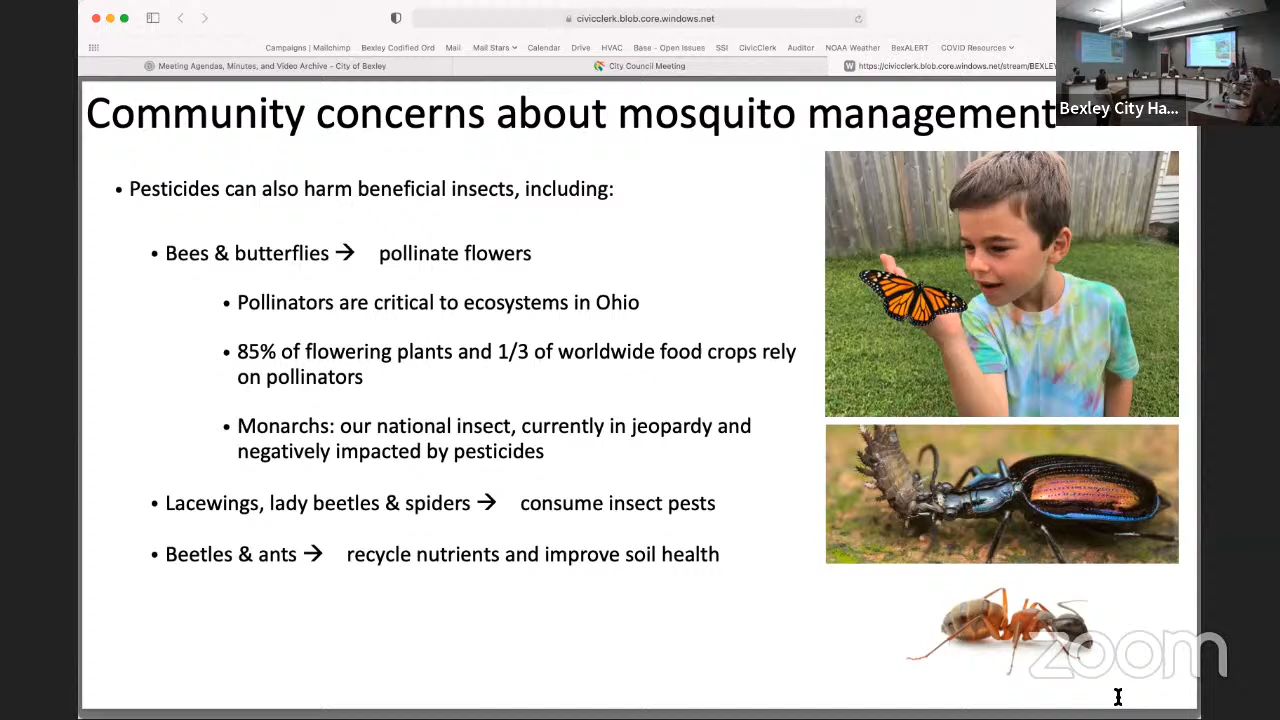 civicclerk.blob.core.windows.net
Campaigns | Mailchimp Bexley Codified Ord Mail Mail Stars Calendar Drive HVAC Base - Open Issues SSI CivicClerk Auditor NOAA Weather BexALERT COVID Resources
Meeting Agendas, Minutes, and Video Archive - City of Bexley City Council Meeting W https://civicclerk.blob.core.windows.net/stream/BEXLEY
Bexley City Ha...
Community concerns about mosquito management
• Pesticides can also harm beneficial insects, including:
• Bees & butterflies → pollinate flowers
• Pollinators are critical to ecosystems in Ohio
• 85% of flowering plants and 1/3 of worldwide food crops rely
on pollinators
• Monarchs: our national insect, currently in jeopardy and
negatively impacted by pesticides
• Lacewings, lady beetles & spiders → consume insect pests
• Beetles & ants → recycle nutrients and improve soil health
zoom